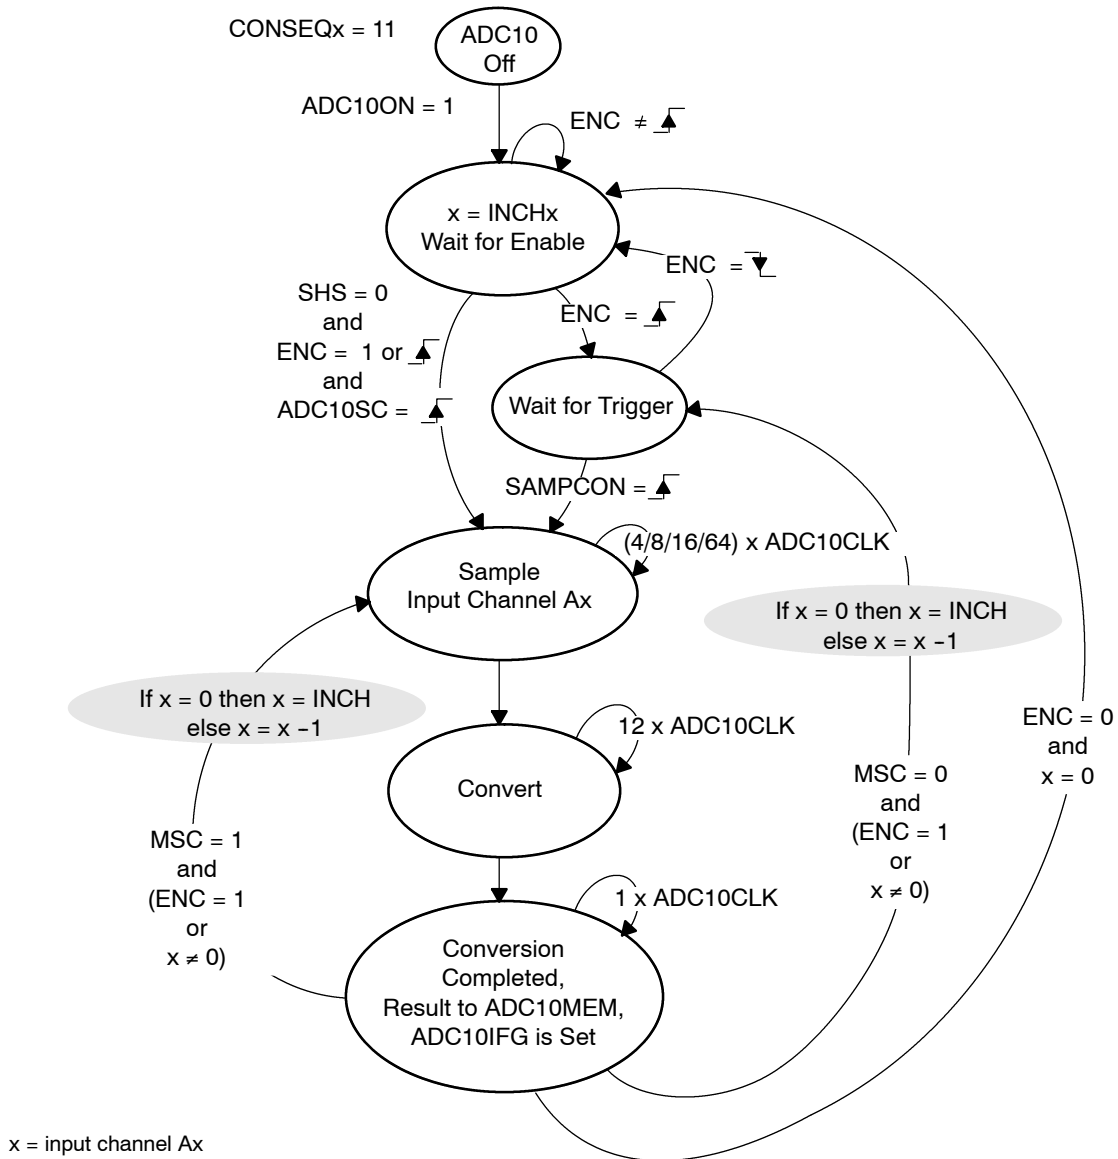 CONSEQx = 11
ADC10
Off
ADC10ON = 1
ENC ≠
x = INCHx
Wait for Enable
ENC =
SHS = 0
and
ENC = 1 or
and
ADC10SC =
ENC =
Wait for Trigger
SAMPCON =
(4/8/16/64) x ADC10CLK
Sample
Input Channel Ax
If x = 0 then x = INCH
else x = x -1
If x = 0 then x = INCH
else x = x -1
12 x ADC10CLK
Convert
ENC = 0
and
x = 0
MSC = 0
and
(ENC = 1
or
x ≠ 0)
MSC = 1
and
(ENC = 1
or
x ≠ 0)
1 x ADC10CLK
Conversion
Completed,
Result to ADC10MEM,
ADC10IFG is Set
x = input channel Ax